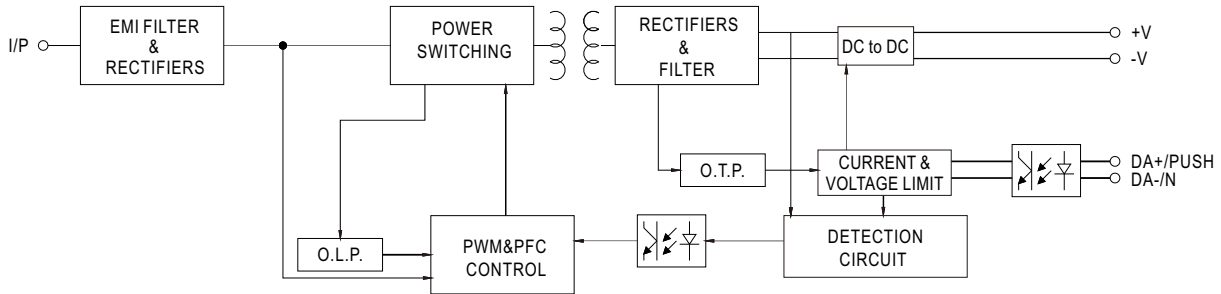 I/P
EMI FILTER
&
RECTIFIERS
POWER
SWITCHING
RECTIFIERS
&
FILTER
DC to DC
+V
-V
O.T.P.
CURRENT &
VOLTAGE LIMIT
DA+/PUSH
DA-/N
O.L.P.
PWM&PFC
CONTROL
DETECTION
CIRCUIT